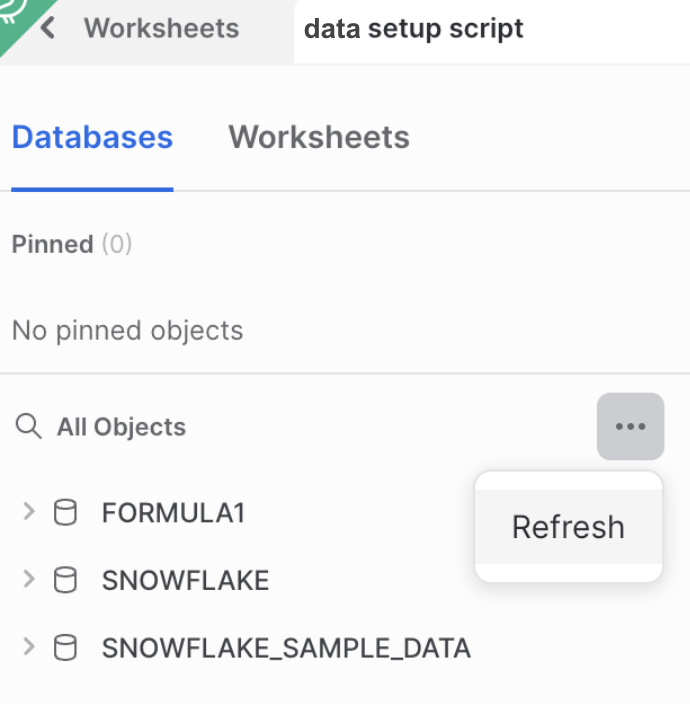 Worksheets data setup script
Databases Worksheets
Pinned (0)
No pinned objects
All Objects
FORMULA1
Refresh
SNOWFLAKE
SNOWFLAKE_SAMPLE_DATA